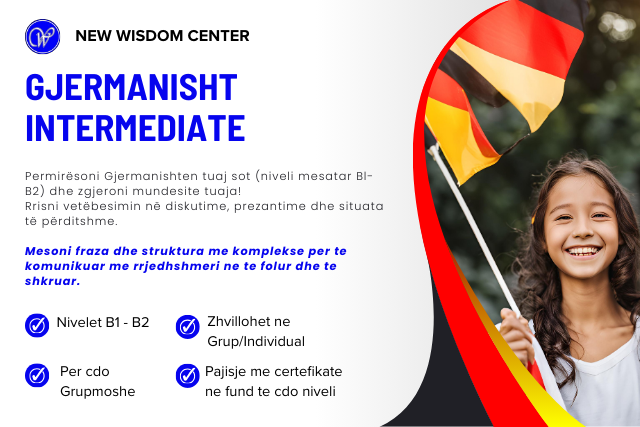 NEW WISDOM CENTER
GJERMANISHT
INTERMEDIATE
Permirësoni Gjermanishten tuaj sot (niveli mesatar B1-
B2) dhe zgjeroni mundesite tuaja!
Rrisni vetëbesimin në diskutime, prezantime dhe situata
të përditshme.
Mesoni fraza dhe struktura me komplekse per te
komunikuar me rrjedhshmeri ne te folur dhe te
shkruar.
Nivelet B1 - B2
Zhvillohet ne
Grup/Individual
Per cdo
Grupmoshe
Pajisje me certefikate
ne fund te cdo niveli